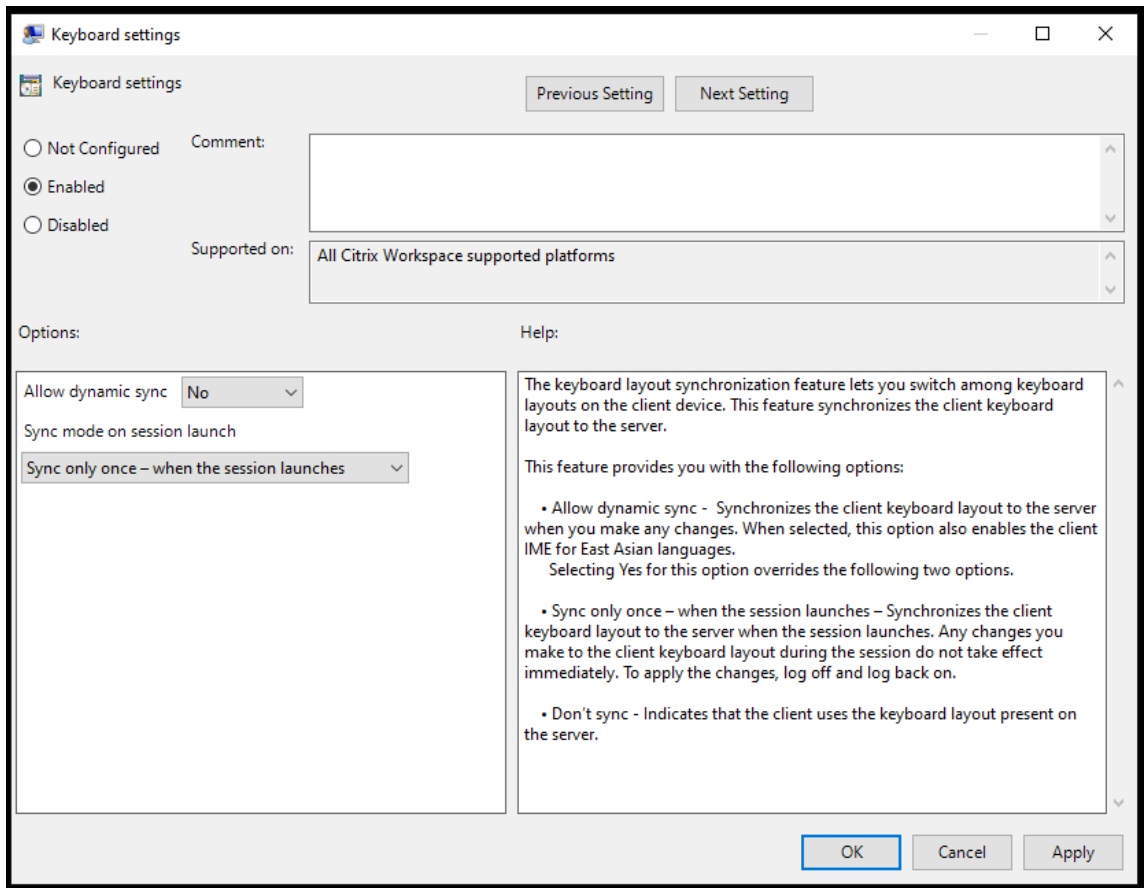 Keyboard settings
Keyboard settings
Previous Setting
Next Setting
Not Configured
Enabled
Disabled
Comment:
Supported on:
All Citrix Workspace supported platforms
Options:
Help:
Allow dynamic sync
No
Sync mode on session launch
Sync only once – when the session launches
The keyboard layout synchronization feature lets you switch among keyboard
layouts on the client device. This feature synchronizes the client keyboard
layout to the server.
This feature provides you with the following options:
• Allow dynamic sync - Synchronizes the client keyboard layout to the server
when you make any changes. When selected, this option also enables the client
IME for East Asian languages.
Selecting Yes for this option overrides the following two options.
• Sync only once – when the session launches – Synchronizes the client
keyboard layout to the server when the session launches. Any changes you
make to the client keyboard layout during the session do not take effect
immediately. To apply the changes, log off and log back on.
• Don't sync - Indicates that the client uses the keyboard layout present on
the server.
OK
Cancel
Apply